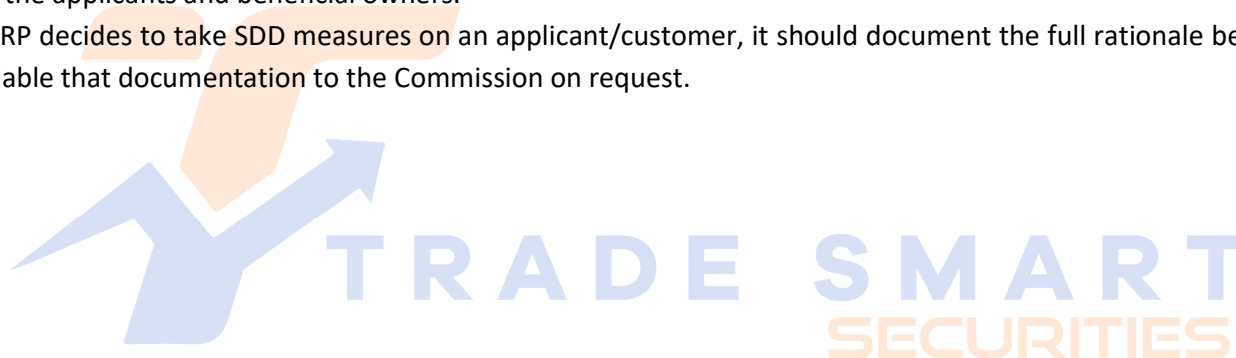 the applicants and beneficial owners.
RP decides to take SDD measures on an applicant/customer, it should document the full rationale be
lable that documentation to the Commission on request.
TRADE SMART
SECURITIES